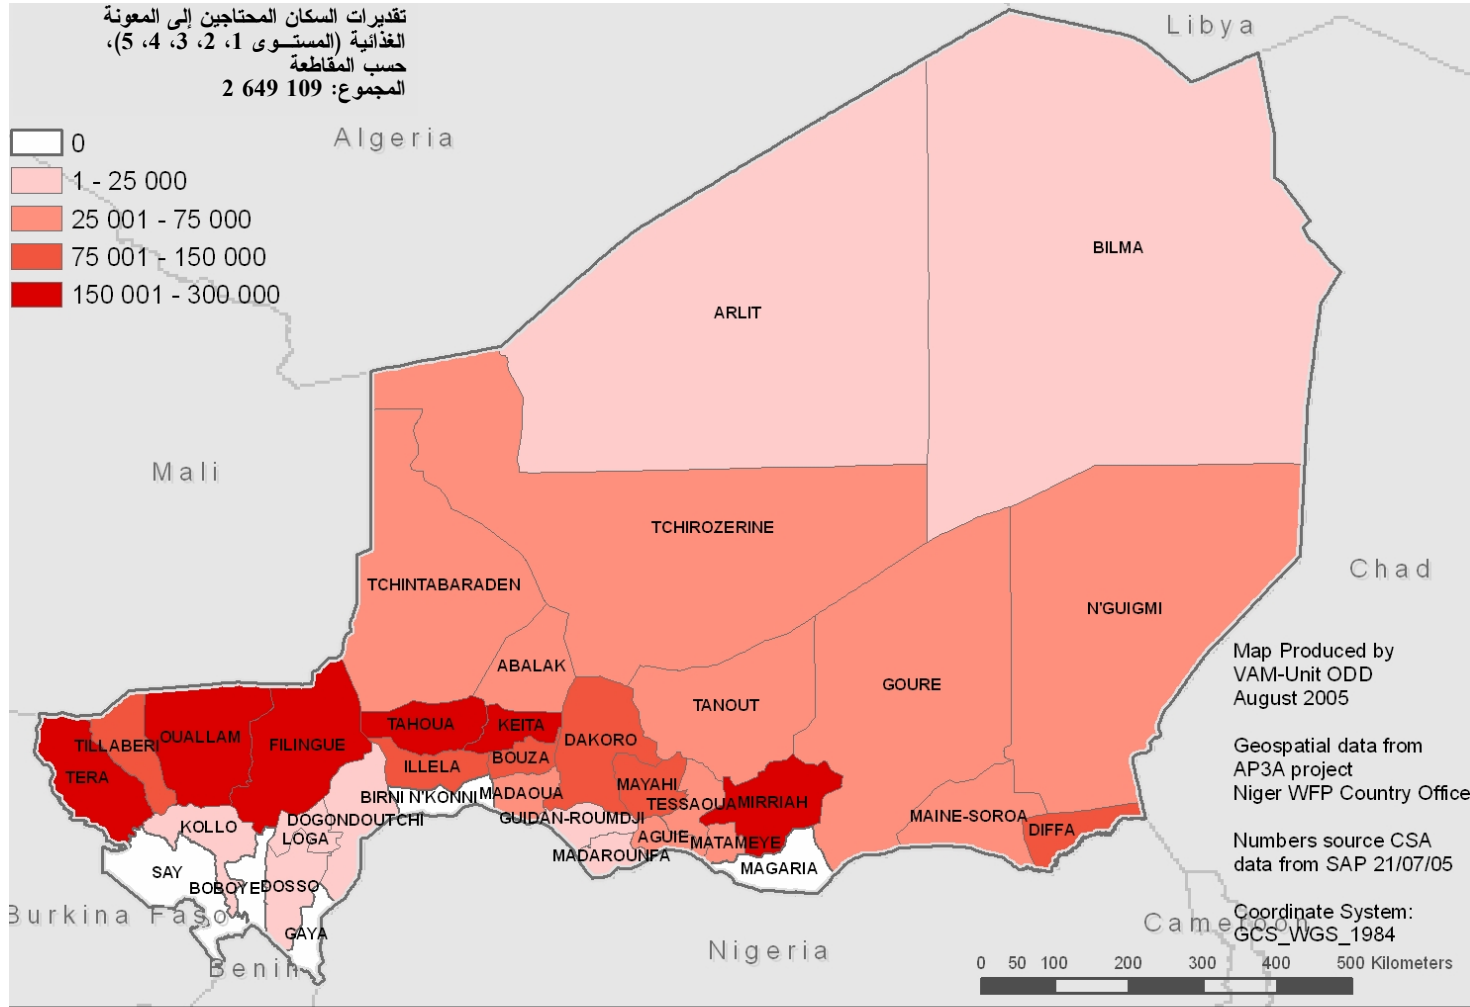 تقديرات السكان المحتاجين إلى المعونة
الغذائية (المستوى 1، 2، 3، 4، 5)،
حسب المقاطعة
المجموع: 109 649 2
0
1 - 25 000
25 001 - 75 000
75 001 - 150 000
150 001 - 300 000
Libya
Algeria
Mali
Chad
Burkina Faso
Benin
Nigeria
Cameroon
BILMA
ARLIT
TCHIROZERINE
TCHINTABARADEN
N'GUIGMI
ABALAK
GOURE
TANOUT
TAHOUA
KEITA
OUALLAM
TILLABERI
FILINGUE
DAKORO
TERA
ILLELA
BOUZA
MAYAHI
BIRNI N'KONNI
MADAOUA
TESSAOUA
MIRRIAH
DOGONDOUTCHI
GUIDAN-ROUMDJI
MAINE-SOROA
KOLLO
LOGA
AGUIE
MATAMEYE
DIFFA
MADAROUNFA
MAGARIA
SAY
BOBOYE
DOSSO
GAYA
Map Produced by
VAM-Unit ODD
August 2005
Geospatial data from
AP3A project
Niger WFP Country Office
Numbers source CSA
data from SAP 21/07/05
Coordinate System:
GCS_WGS_1984
0 50 100 200 300 400 500 Kilometers